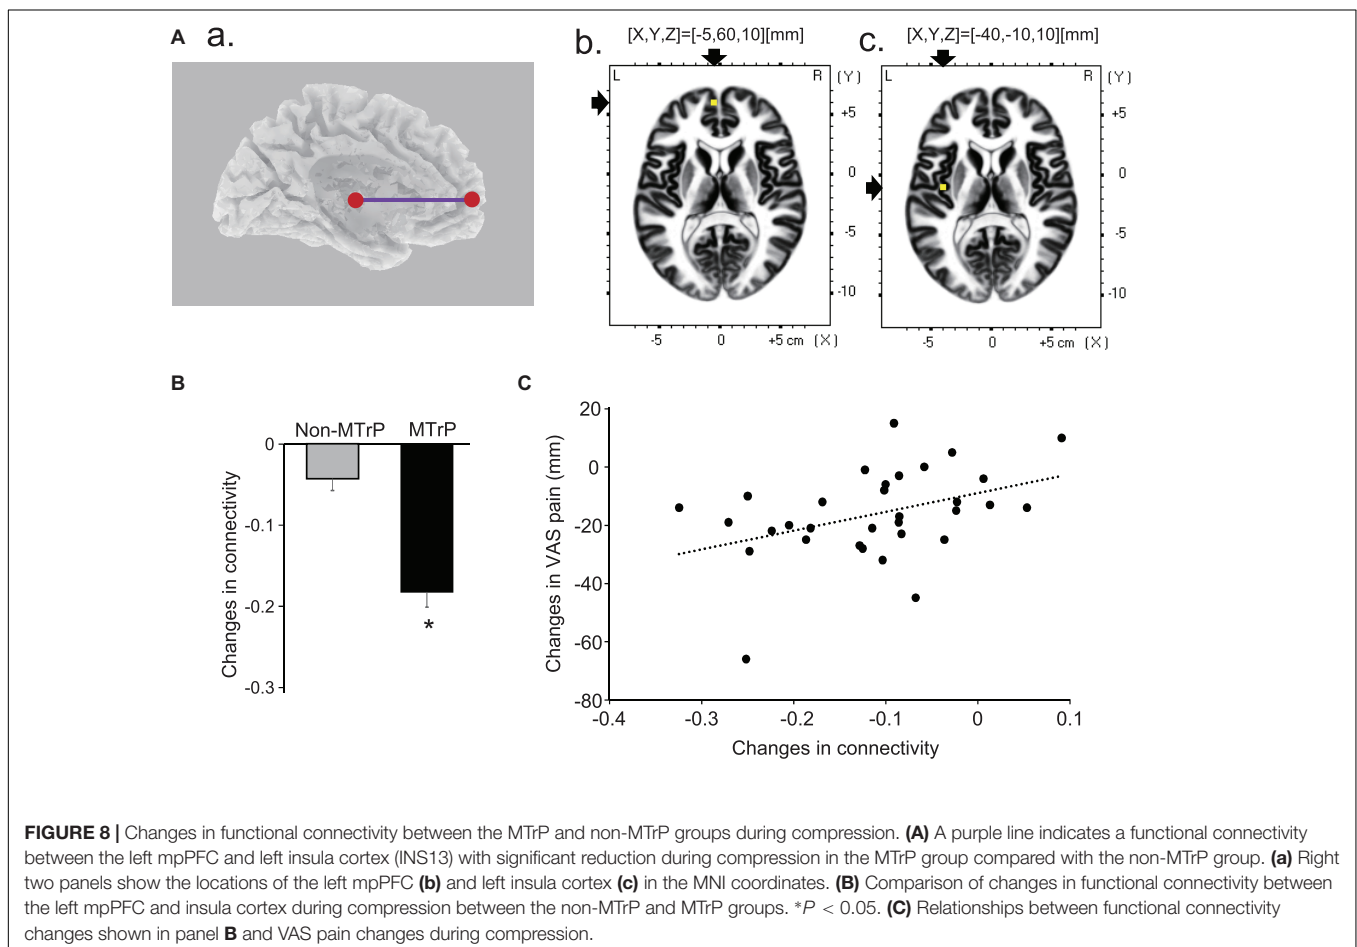 A a.
b. [X,Y,Z]=[-5,60,10][mm]
L R (Y)
+5
0
-5
-10
-5 0 +5 cm (X)
c. [X,Y,Z]=[-40,-10,10][mm]
L R (Y)
+5
0
-5
-10
-5 0 +5 cm (X)
B
Non-MTrP MTrP
Changes in connectivity
0
-0.1
-0.2
-0.3
*
C
Changes in VAS pain (mm)
20
0
-20
-40
-60
-80
-0.4 -0.3 -0.2 -0.1 0 0.1
Changes in connectivity
FIGURE 8 | Changes in functional connectivity between the MTrP and non-MTrP groups during compression. (A) A purple line indicates a functional connectivity
between the left mpPFC and left insula cortex (INS13) with significant reduction during compression in the MTrP group compared with the non-MTrP group. (a) Right
two panels show the locations of the left mpPFC (b) and left insula cortex (c) in the MNI coordinates. (B) Comparison of changes in functional connectivity between
the left mpPFC and insula cortex during compression between the non-MTrP and MTrP groups. *P < 0.05. (C) Relationships between functional connectivity
changes shown in panel B and VAS pain changes during compression.